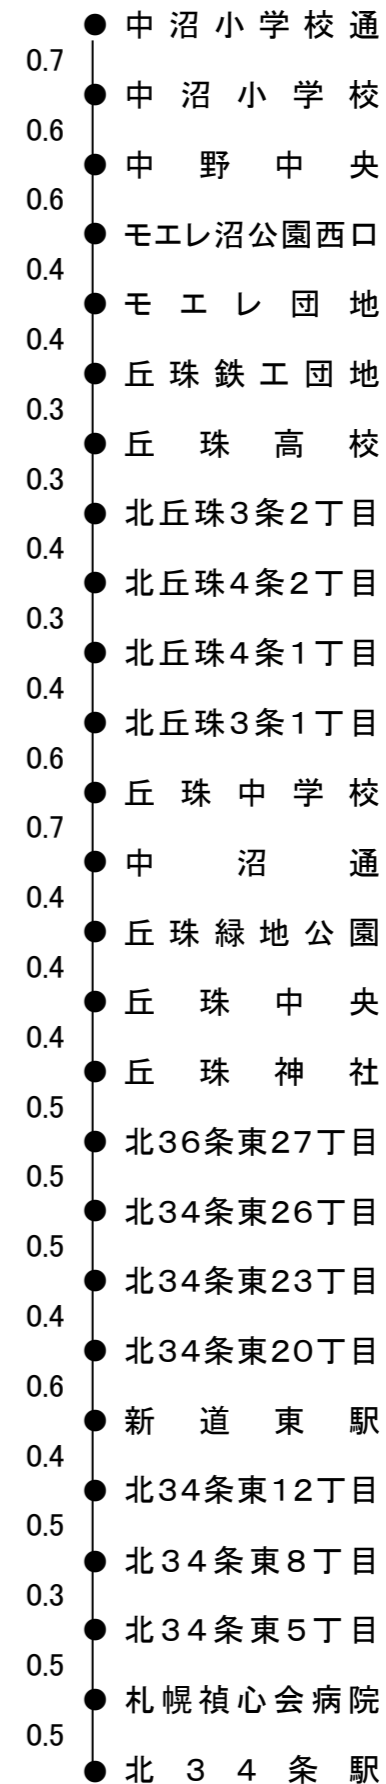 中沼小学校通
0.7
中沼小学校
0.6
中野中央
0.6
モエレ沼公園西口
0.4
モエレ団地
0.4
丘珠鉄工団地
0.3
丘珠高校
0.3
北丘珠3条2丁目
0.4
北丘珠4条2丁目
0.3
北丘珠4条1丁目
0.4
北丘珠3条1丁目
0.6
丘珠中学校
0.7
中沼通
0.4
丘珠緑地公園
0.4
丘珠中央
0.4
丘珠神社
0.5
北36条東27丁目
0.5
北34条東26丁目
0.5
北34条東23丁目
0.4
北34条東20丁目
0.6
新道東駅
0.4
北34条東12丁目
0.5
北34条東8丁目
0.3
北34条東5丁目
0.5
札幌禎心会病院
0.5
北34条駅